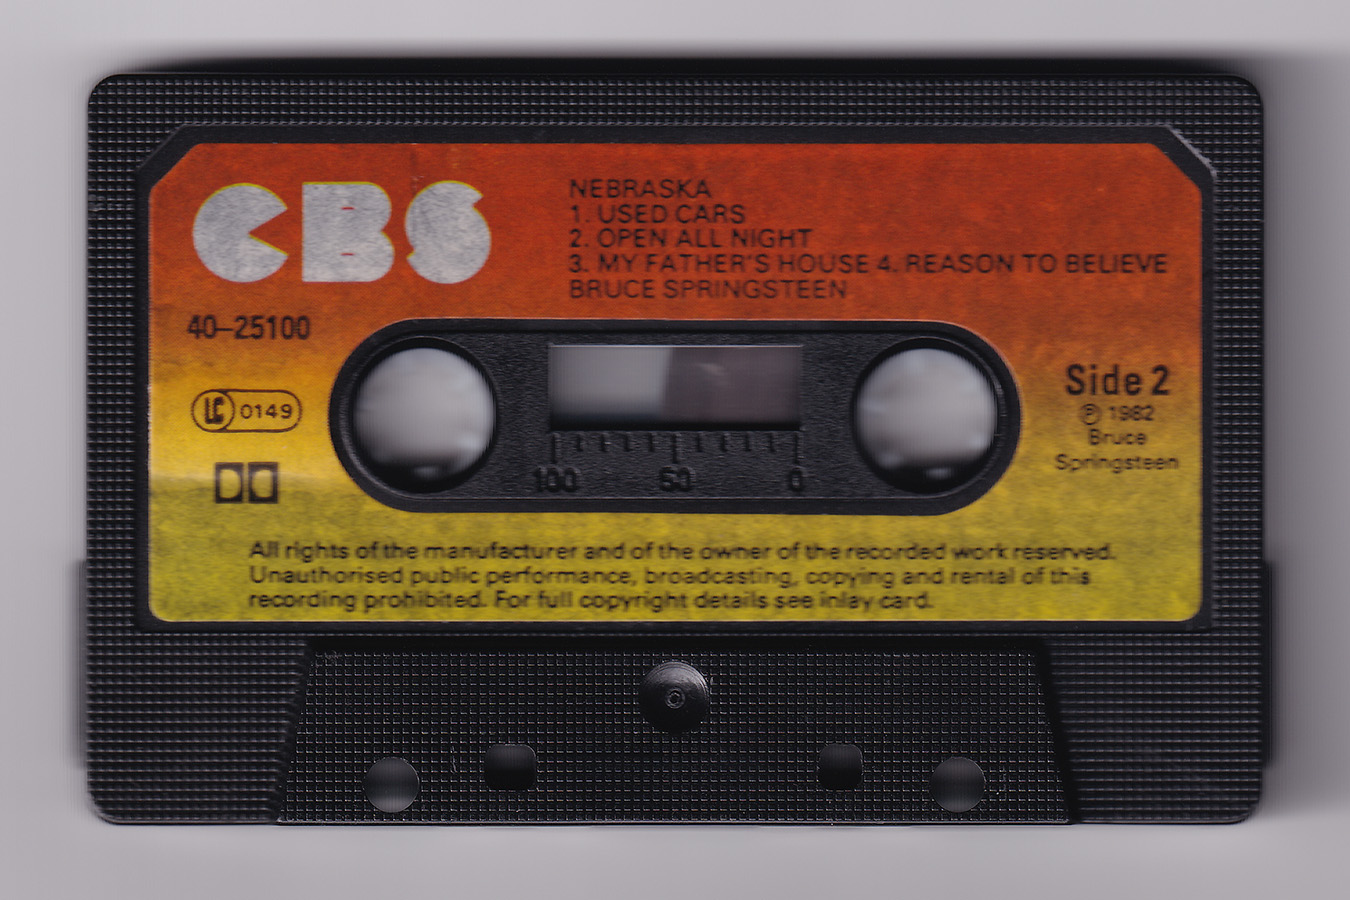 CBS
NEBRASKA
1. USED CARS
2. OPEN ALL NIGHT
3. MY FATHER'S HOUSE 4. REASON TO BELIEVE
BRUCE SPRINGSTEEN
40–25100
LC 0149
Side 2
℗ 1982
Bruce
Springsteen
100 50 0
All rights of the manufacturer and of the owner of the recorded work reserved.
Unauthorised public performance, broadcasting, copying and rental of this
recording prohibited. For full copyright details see inlay card.